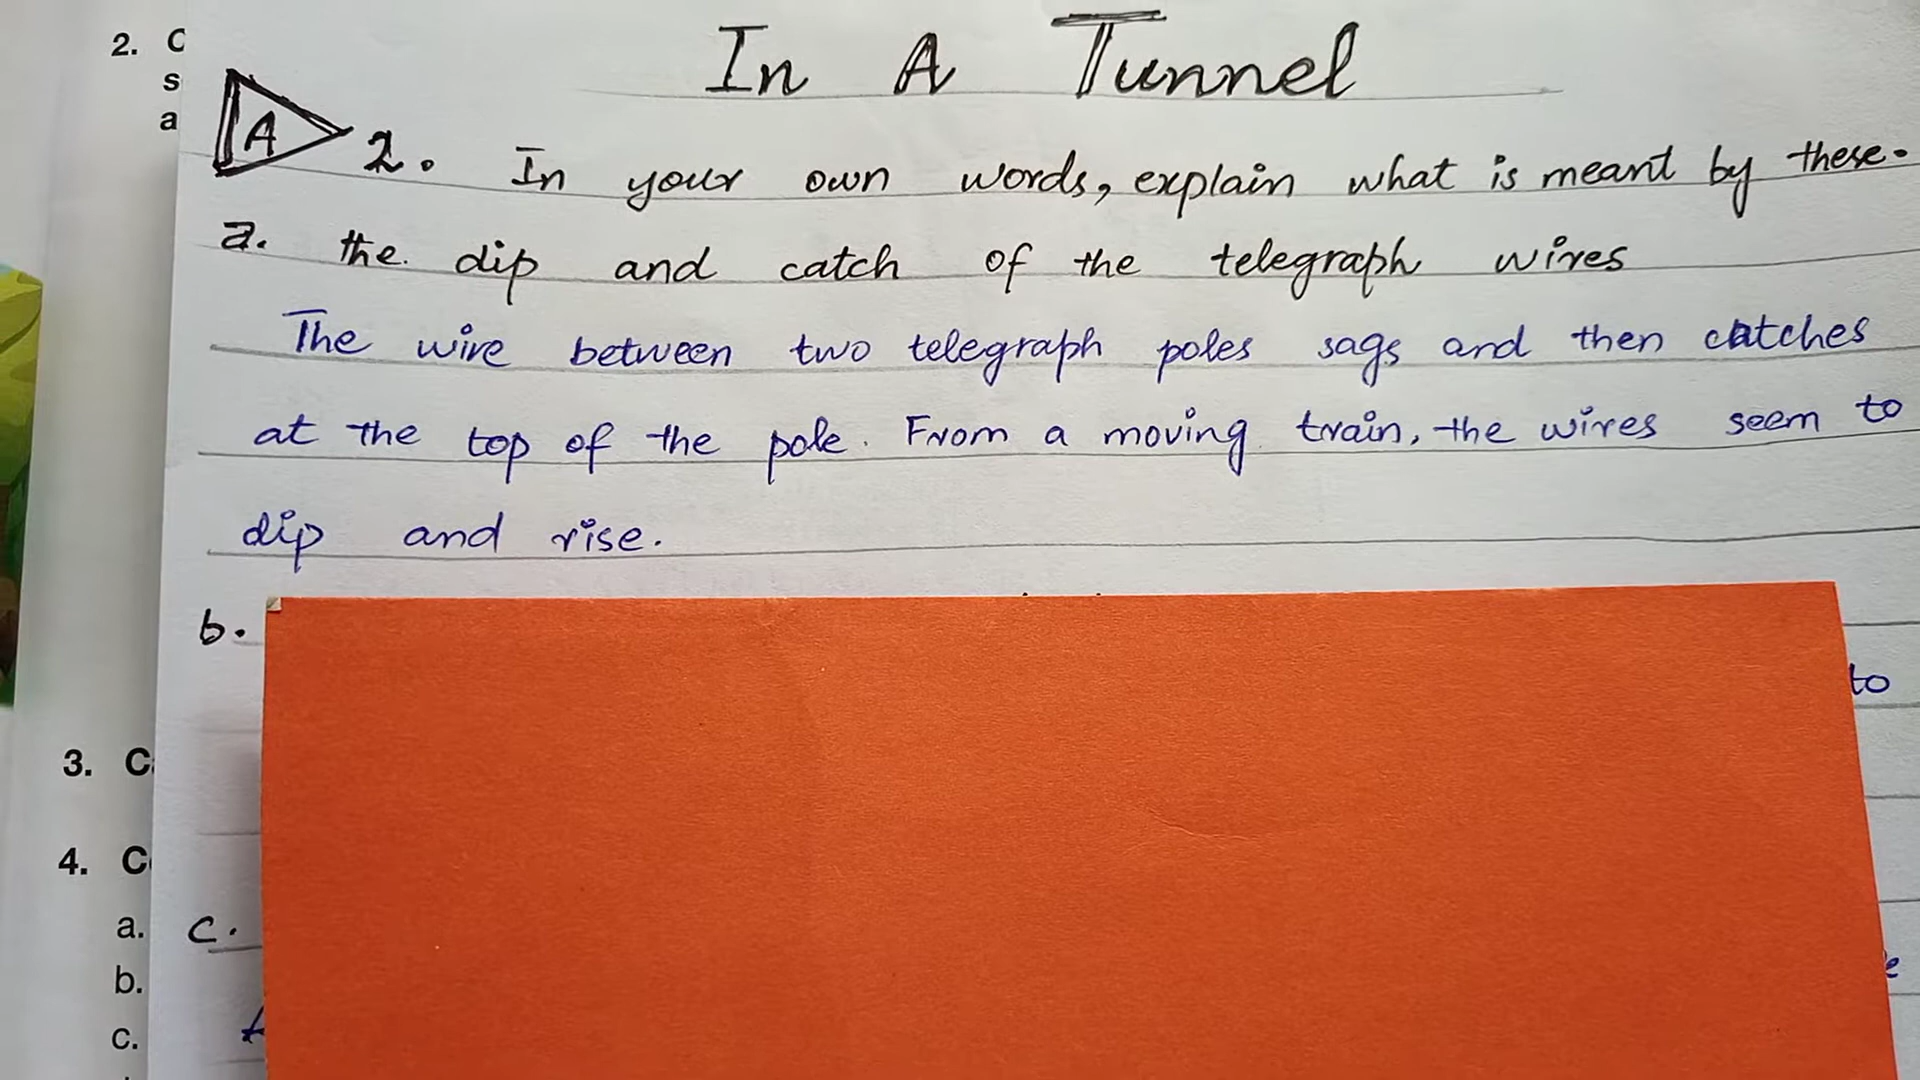 In A Tunnel
A 2. In your own words, explain what is meant by these.
a. the dip and catch of the telegraph wires
The wire between two telegraph poles sags and then catches
at the top of the pole. From a moving train, the wires seem to
dip and rise.
b.
to
c.
2.
s
a
3.
4.
a.
b.
c.